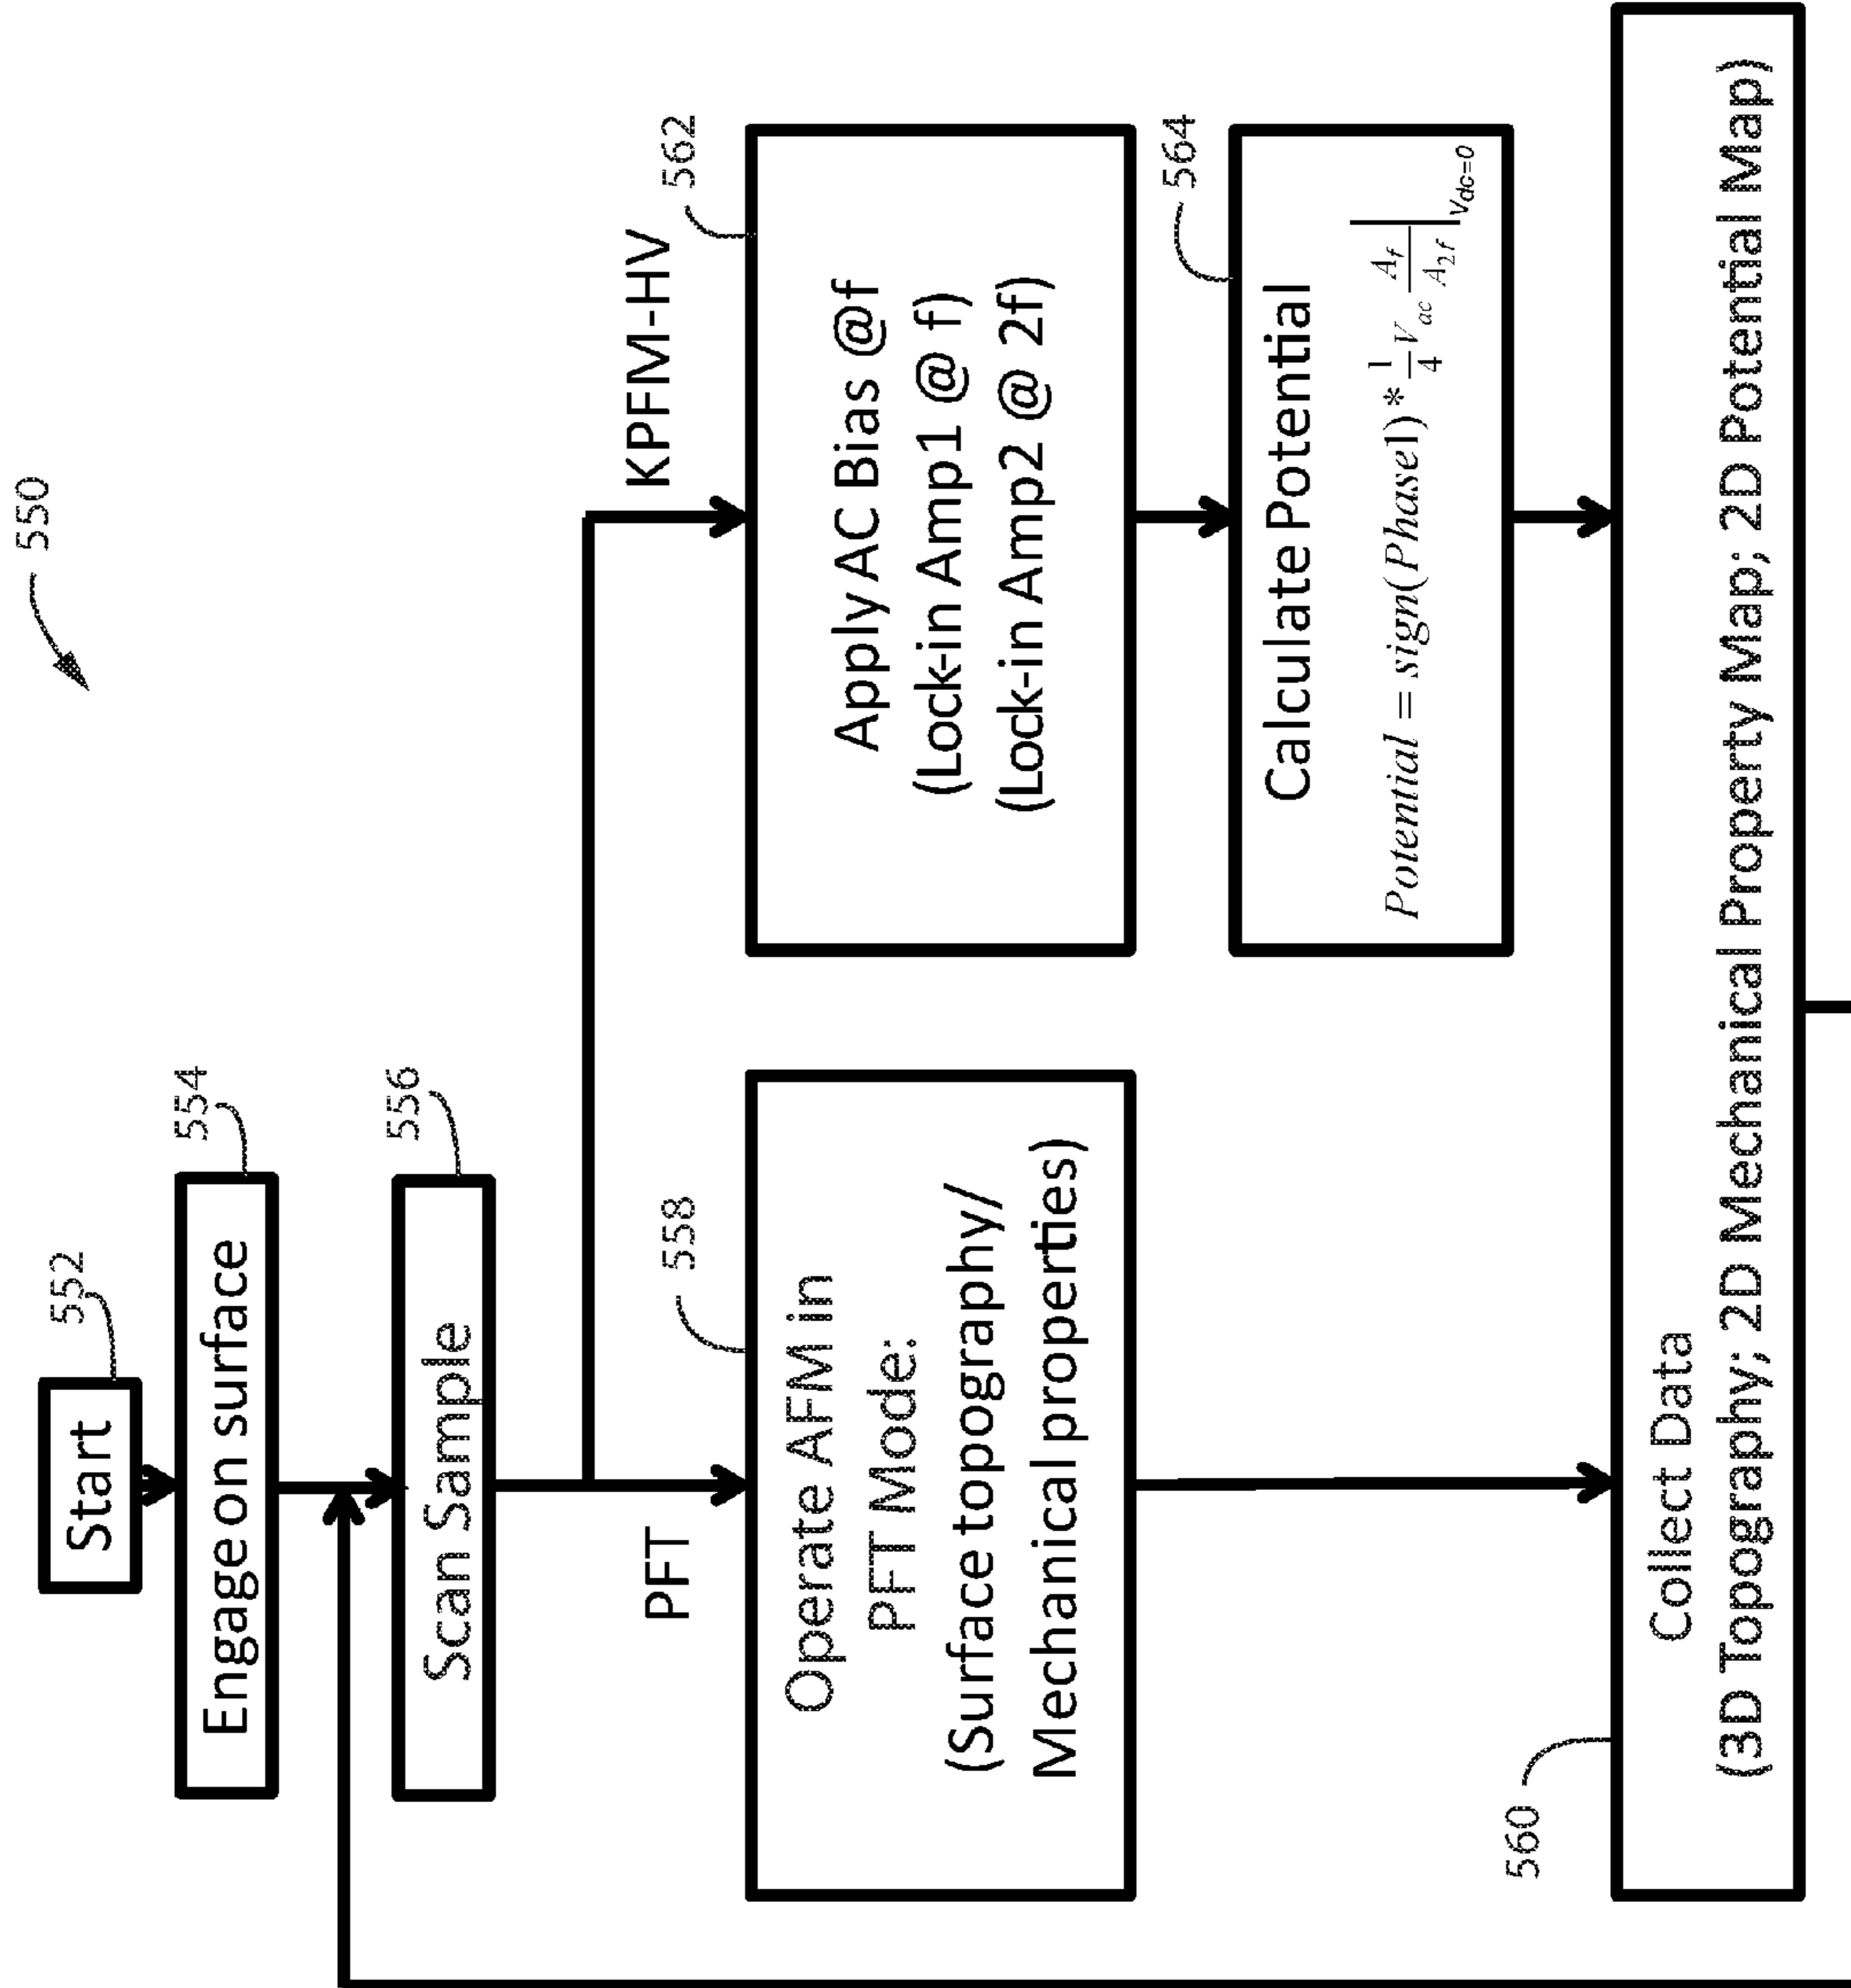 550
Start
552
Engage on surface
554
Scan Sample
556
PFT
KPFM-HV
Operate AFM in
PFT Mode:
(Surface topography/
Mechanical properties)
558
Apply AC Bias @f
(Lock-in Amp1 @ f)
(Lock-in Amp2 @ 2f)
562
Calculate Potential
Potential = sign(Phase1) * 1/4 V_ac A_f/A_2f |_Vdc=0
564
Collect Data
(3D Topography; 2D Mechanical Property Map; 2D Potential Map)
560